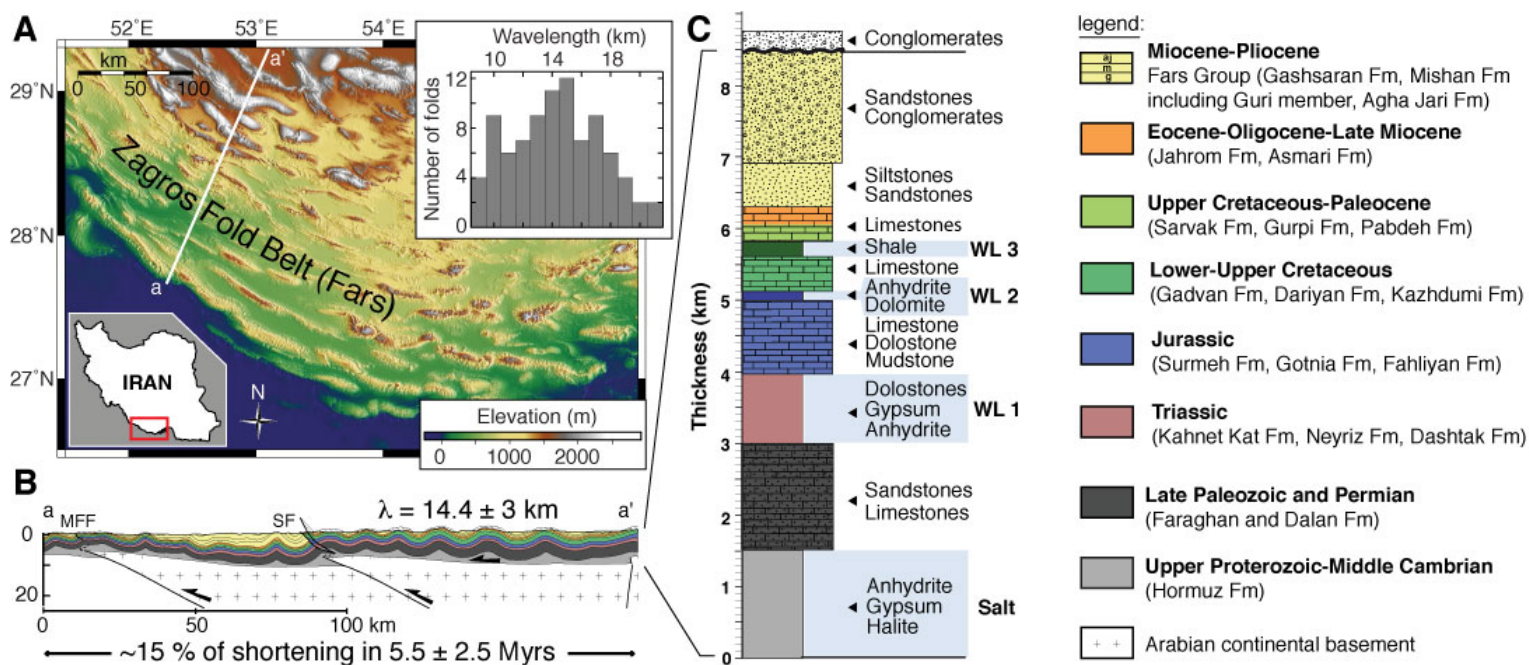 A
52°E
53°E
54°E
29°N
28°N
27°N
km
0 50 100
a'
a
Zagros Fold Belt (Fars)
IRAN
N
Elevation (m)
0 1000 2000
Wavelength (km)
10 14 18
Number of folds
12
9
6
3
0
B
a
a'
MFF
SF
λ = 14.4 ± 3 km
0
10
20
0 50 100 km
~15 % of shortening in 5.5 ± 2.5 Myrs
C
Thickness (km)
8
7
6
5
4
3
2
1
0
Conglomerates
Sandstones
Conglomerates
Siltstones
Sandstones
Limestones
Shale
WL 3
Limestone
Anhydrite
Dolomite
WL 2
Limestone
Dolostone
Mudstone
Dolostones
Gypsum
Anhydrite
WL 1
Sandstones
Limestones
Anhydrite
Gypsum
Halite
Salt
legend:
aj
m
g
Miocene-Pliocene
Fars Group (Gashsaran Fm, Mishan Fm
including Guri member, Agha Jari Fm)
Eocene-Oligocene-Late Miocene
(Jahrom Fm, Asmari Fm)
Upper Cretaceous-Paleocene
(Sarvak Fm, Gurpi Fm, Pabdeh Fm)
Lower-Upper Cretaceous
(Gadvan Fm, Dariyan Fm, Kazhdumi Fm)
Jurassic
(Surmeh Fm, Gotnia Fm, Fahliyan Fm)
Triassic
(Kahnet Kat Fm, Neyriz Fm, Dashtak Fm)
Late Paleozoic and Permian
(Faraghan and Dalan Fm)
Upper Proterozoic-Middle Cambrian
(Hormuz Fm)
Arabian continental basement